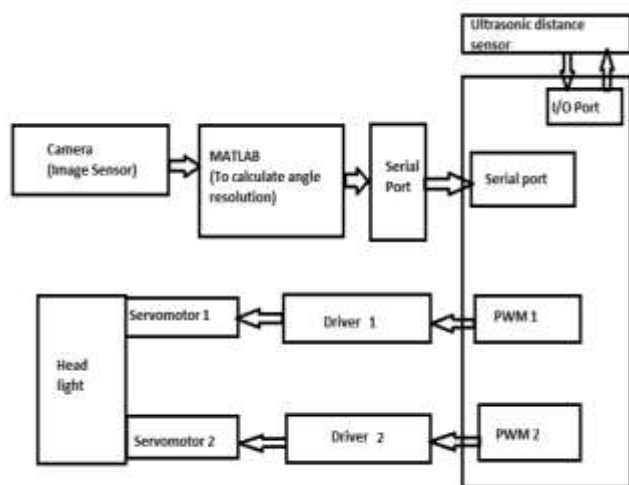 Ultrasonic distance
sensor
I/O Port
Camera
(Image Sensor)
MATLAB
(To calculate angle
resolution)
Serial
Port
Serial port
Servomotor 1
Driver 1
PWM 1
Head
light
Servomotor 2
Driver 2
PWM 2